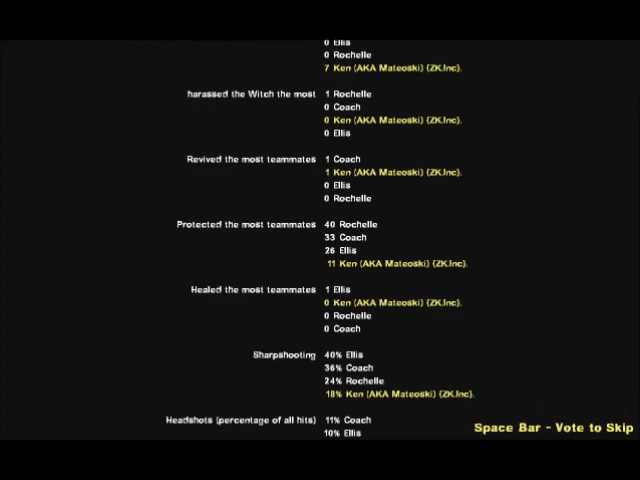 0 Ellis
0 Rochelle
7 Ken (AKA Mateoski) {ZK.Inc}.
harassed the Witch the most 1 Rochelle
0 Coach
0 Ken (AKA Mateoski) {ZK.Inc}.
0 Ellis
Revived the most teammates 1 Coach
1 Ken (AKA Mateoski) {ZK.Inc}.
0 Ellis
0 Rochelle
Protected the most teammates 40 Rochelle
33 Coach
26 Ellis
11 Ken (AKA Mateoski) {ZK.Inc}.
Healed the most teammates 1 Ellis
0 Ken (AKA Mateoski) {ZK.Inc}.
0 Rochelle
0 Coach
Sharpshooting 40% Ellis
36% Coach
24% Rochelle
18% Ken (AKA Mateoski) {ZK.Inc}.
Headshots (percentage of all hits) 11% Coach
10% Ellis
Space Bar - Vote to Skip